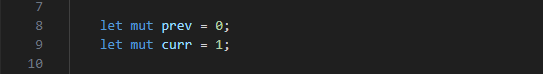 7
8 let mut prev = 0;
9 let mut curr = 1;
10